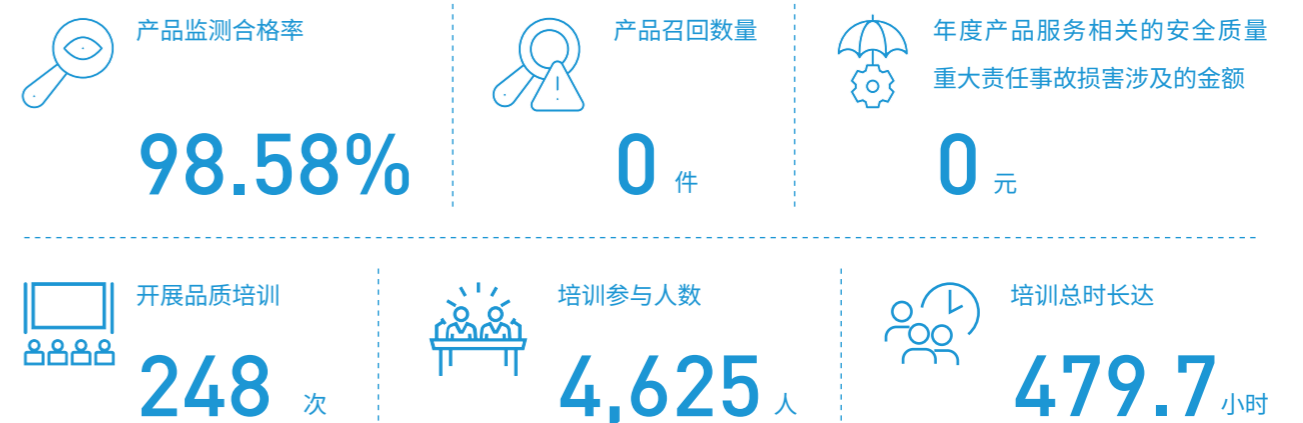 产品监测合格率
98.58%
产品召回数量
0 件
年度产品服务相关的安全质量
重大责任事故损害涉及的金额
0 元
开展品质培训
248 次
培训参与人数
4,625 人
培训总时长达
479.7 小时